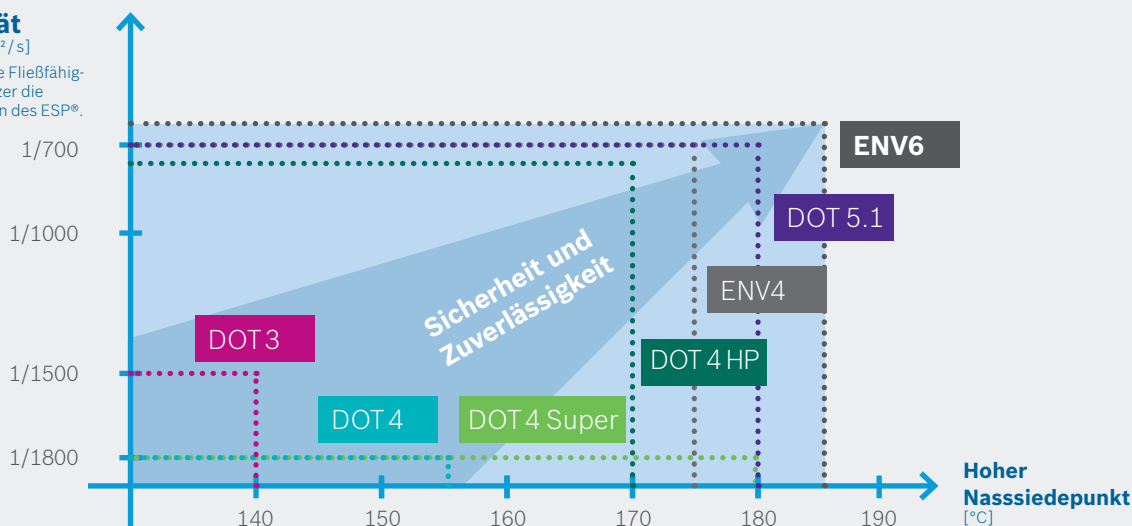 ät
²/s]
e Fließfähig-
zer die
n des ESP®.
1/700
1/1000
1/1500
1/1800
ENV6
DOT 5.1
ENV4
DOT 4 HP
DOT 3
DOT 4
DOT 4 Super
Sicherheit und
Zuverlässigkeit
140
150
160
170
180
190
Hoher
Nasssiedepunkt
[°C]